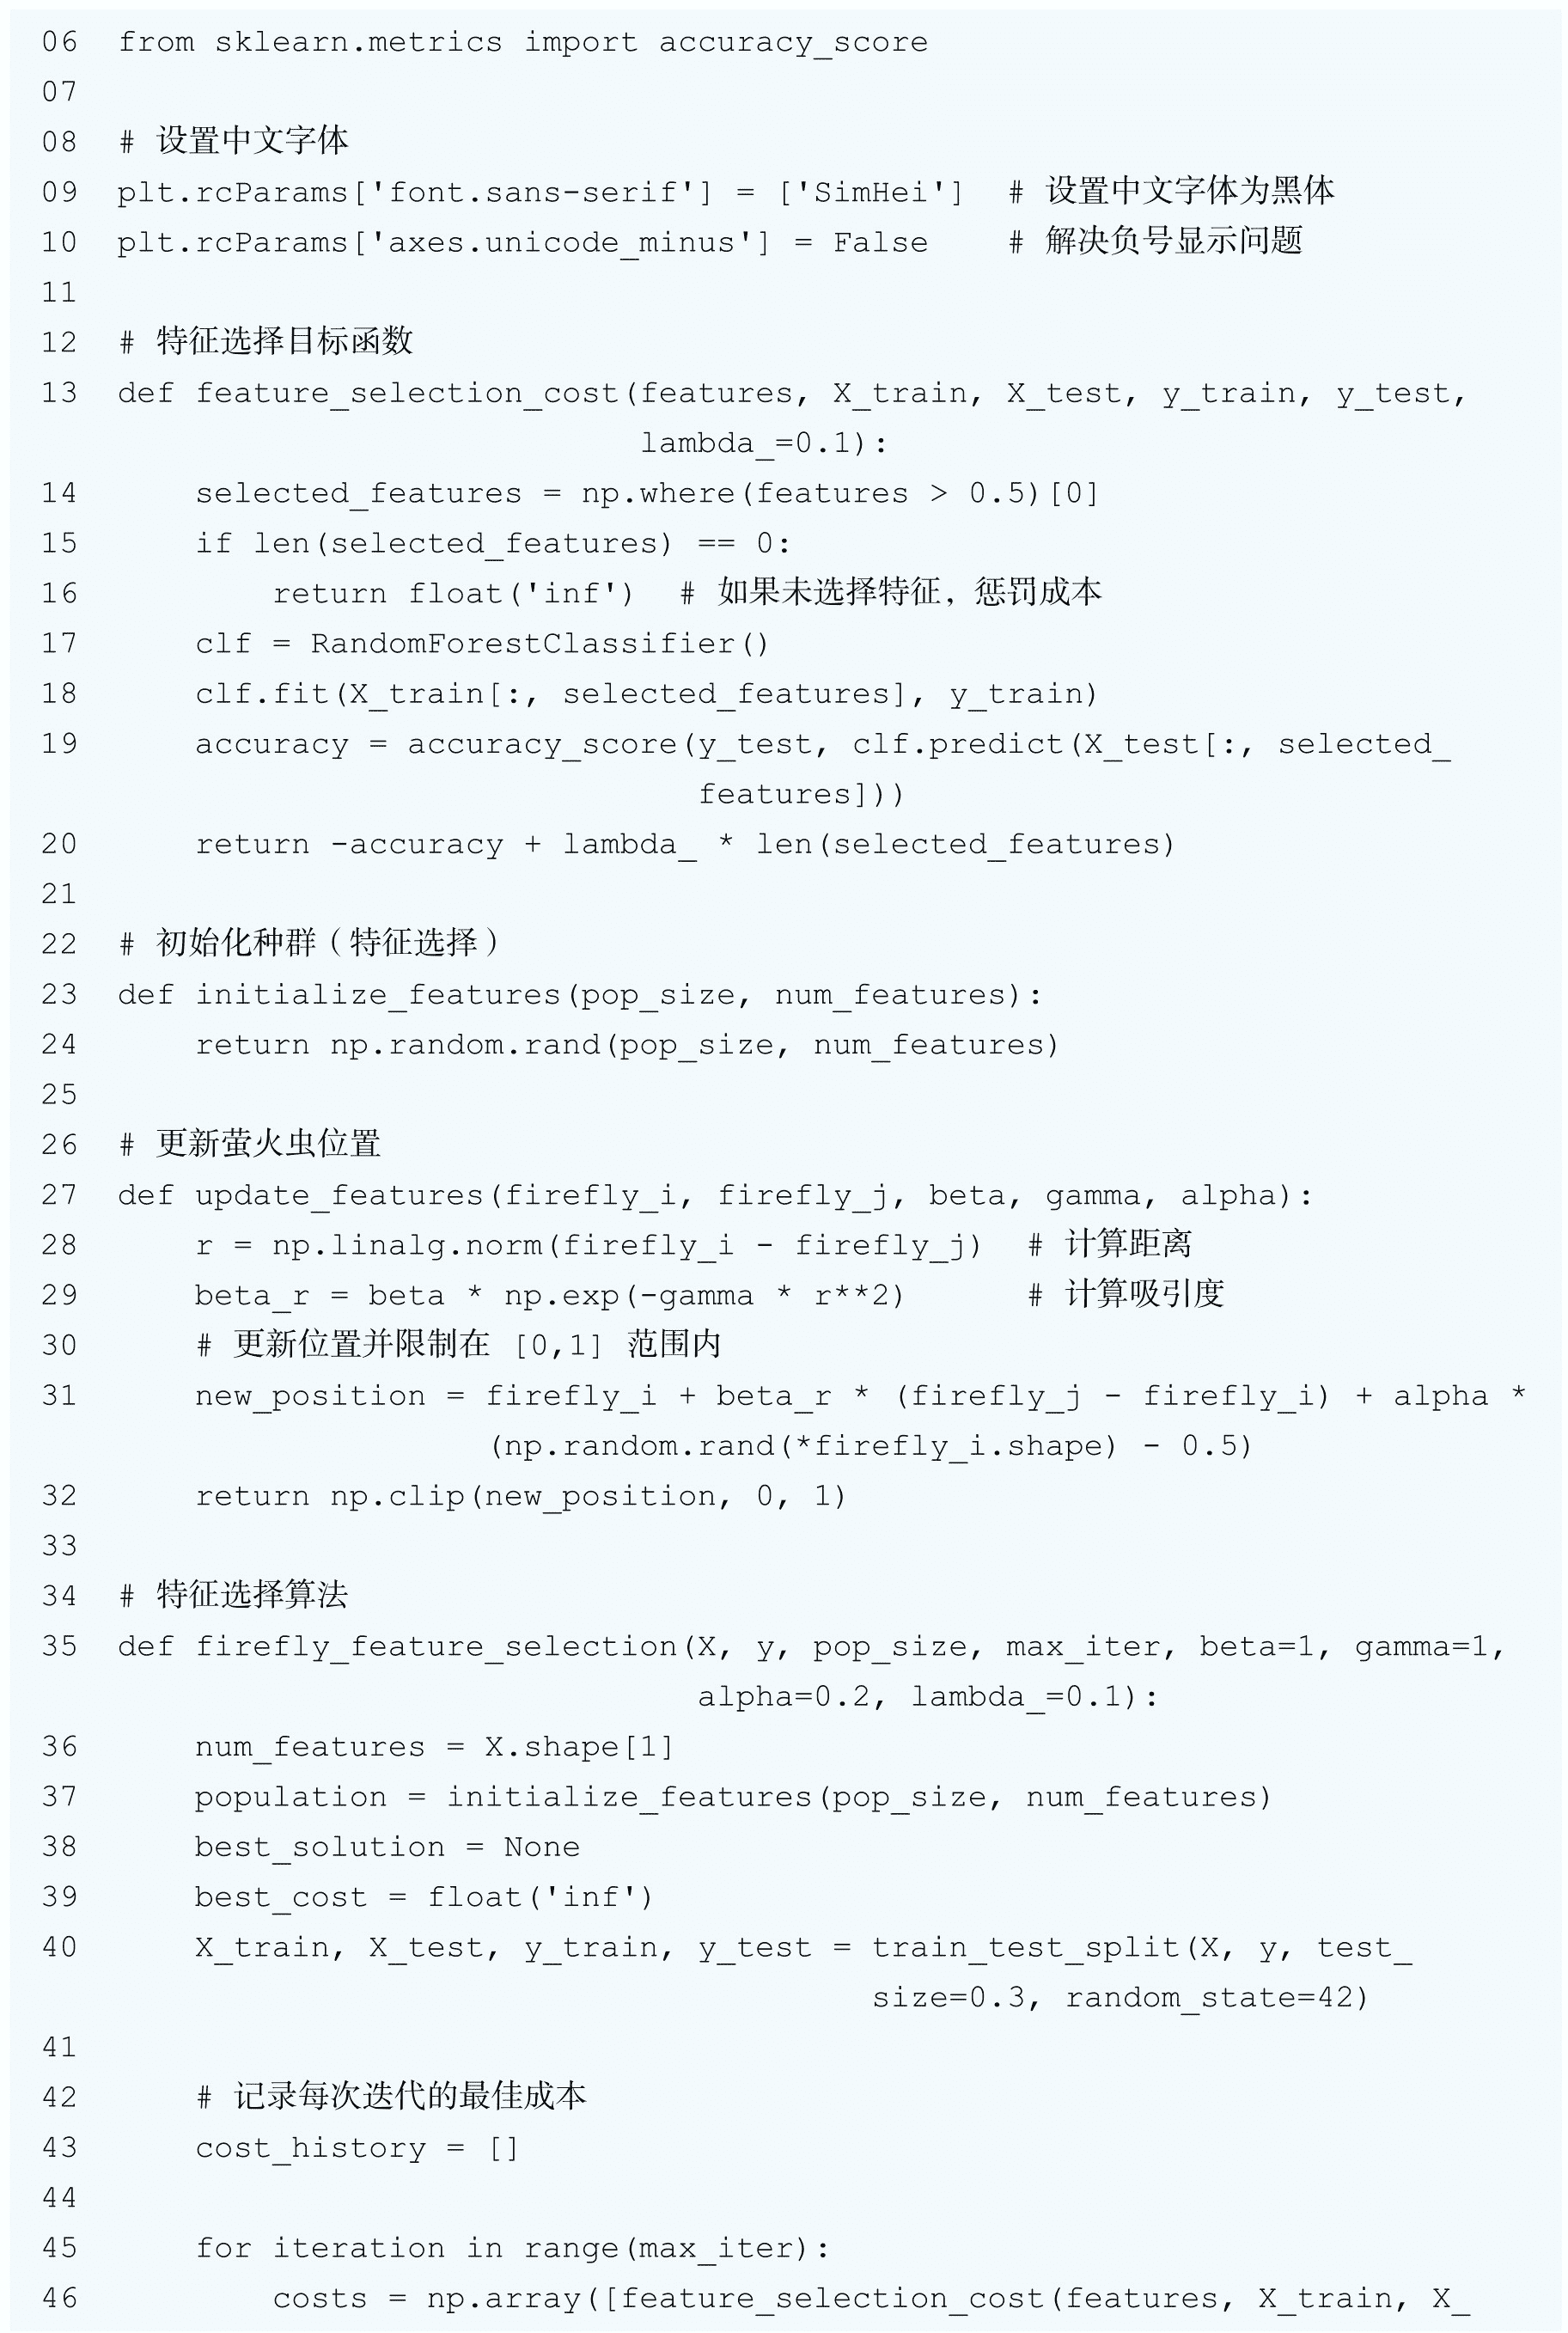 06 from sklearn.metrics import accuracy_score
07
08 # 设置中文字体
09 plt.rcParams['font.sans-serif'] = ['SimHei']  # 设置中文字体为黑体
10 plt.rcParams['axes.unicode_minus'] = False    # 解决负号显示问题
11
12 # 特征选择目标函数
13 def feature_selection_cost(features, X_train, X_test, y_train, y_test,
                           lambda_=0.1):
14     selected_features = np.where(features > 0.5)[0]
15     if len(selected_features) == 0:
16         return float('inf')  # 如果未选择特征，惩罚成本
17     clf = RandomForestClassifier()
18     clf.fit(X_train[:, selected_features], y_train)
19     accuracy = accuracy_score(y_test, clf.predict(X_test[:, selected_
                              features]))
20     return -accuracy + lambda_ * len(selected_features)
21
22 # 初始化种群（特征选择）
23 def initialize_features(pop_size, num_features):
24     return np.random.rand(pop_size, num_features)
25
26 # 更新萤火虫位置
27 def update_features(firefly_i, firefly_j, beta, gamma, alpha):
28     r = np.linalg.norm(firefly_i - firefly_j)  # 计算距离
29     beta_r = beta * np.exp(-gamma * r**2)      # 计算吸引度
30     # 更新位置并限制在 [0,1] 范围内
31     new_position = firefly_i + beta_r * (firefly_j - firefly_i) + alpha *
                   (np.random.rand(*firefly_i.shape) - 0.5)
32     return np.clip(new_position, 0, 1)
33
34 # 特征选择算法
35 def firefly_feature_selection(X, y, pop_size, max_iter, beta=1, gamma=1,
                              alpha=0.2, lambda_=0.1):
36     num_features = X.shape[1]
37     population = initialize_features(pop_size, num_features)
38     best_solution = None
39     best_cost = float('inf')
40     X_train, X_test, y_train, y_test = train_test_split(X, y, test_
                                       size=0.3, random_state=42)
41
42     # 记录每次迭代的最佳成本
43     cost_history = []
44
45     for iteration in range(max_iter):
46         costs = np.array([feature_selection_cost(features, X_train, X_